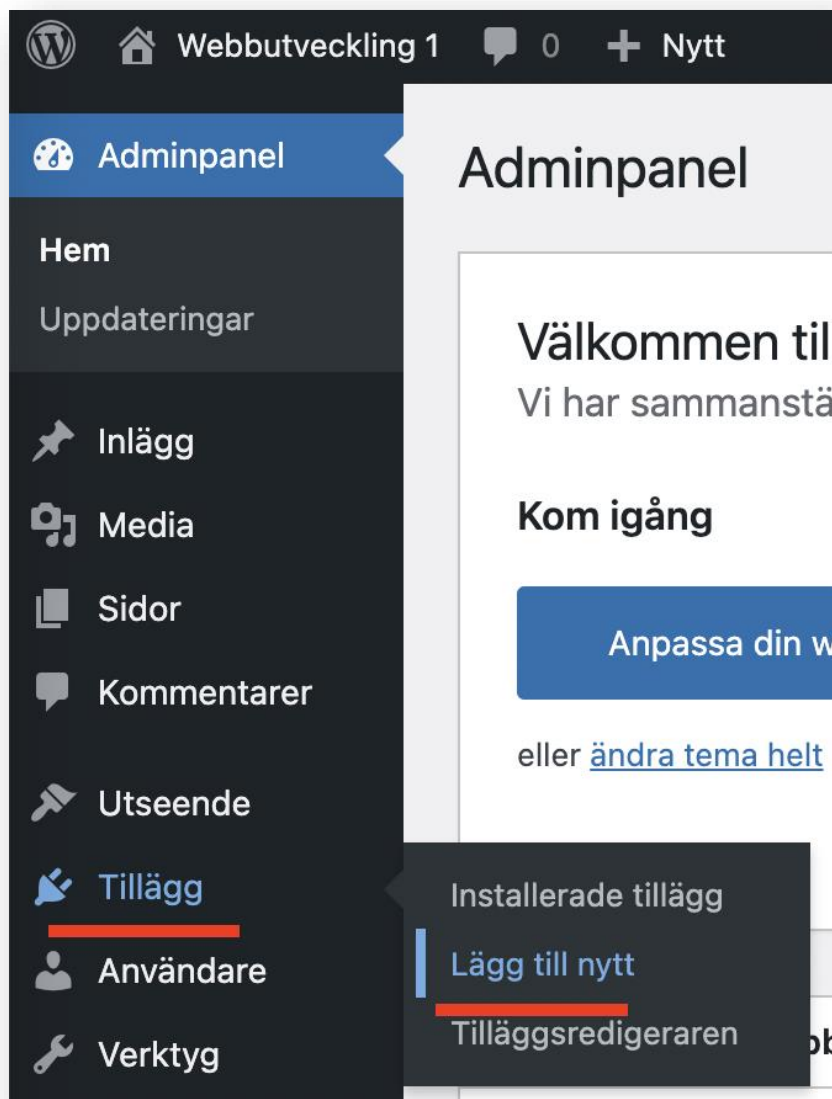 Webbutveckling 1 0 Nytt
Adminpanel
Hem
Uppdateringar
Inlägg
Media
Sidor
Kommentarer
Utseende
Tillägg
Användare
Verktyg
Installerade tillägg
Lägg till nytt
Tilläggsredigeraren
Adminpanel
Välkommen til
Vi har sammanstä
Kom igång
Anpassa din w
eller ändra tema helt